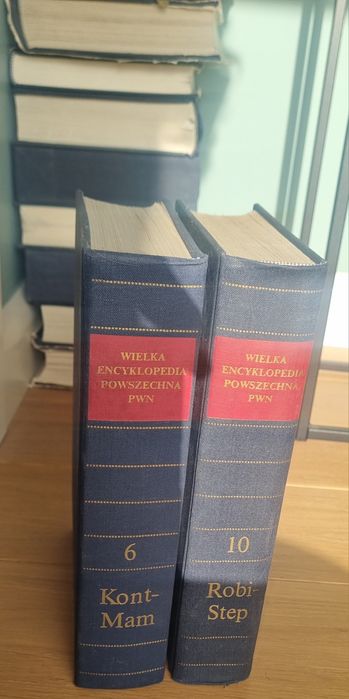 WIELKA
ENCYKLOPEDIA
POWSZECHNA
PWN
6
Kont-
Mam
WIELKA
ENCYKLOPEDIA
POWSZECHNA
PWN
10
Robi-
Step